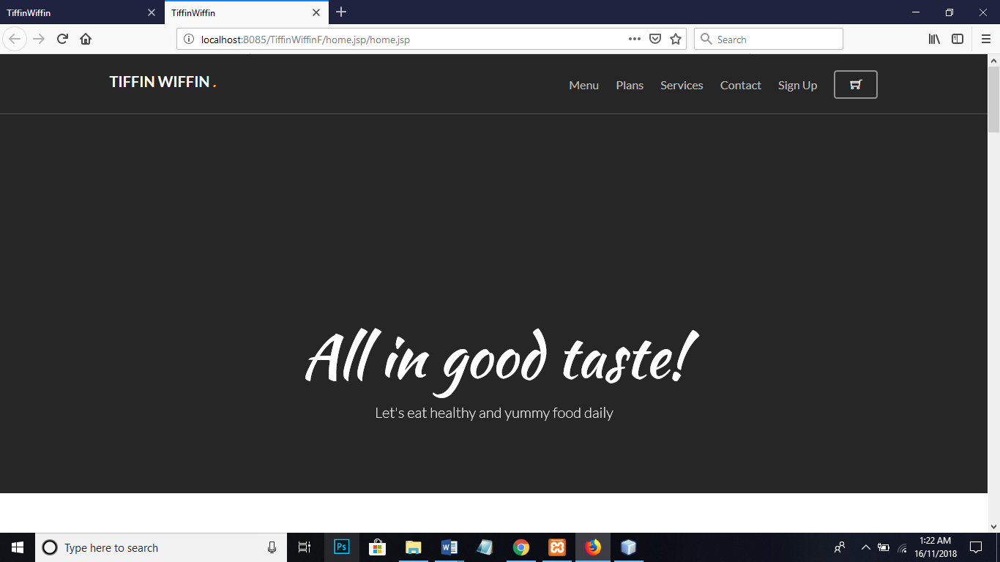 TiffinWiffin
TiffinWiffin
localhost:8085/TiffinWiffinF/home.jsp/home.jsp
Search
TIFFIN WIFFIN .
Menu Plans Services Contact Sign Up
All in good taste!
Let's eat healthy and yummy food daily
Type here to search
Ps
W
1:22 AM
16/11/2018